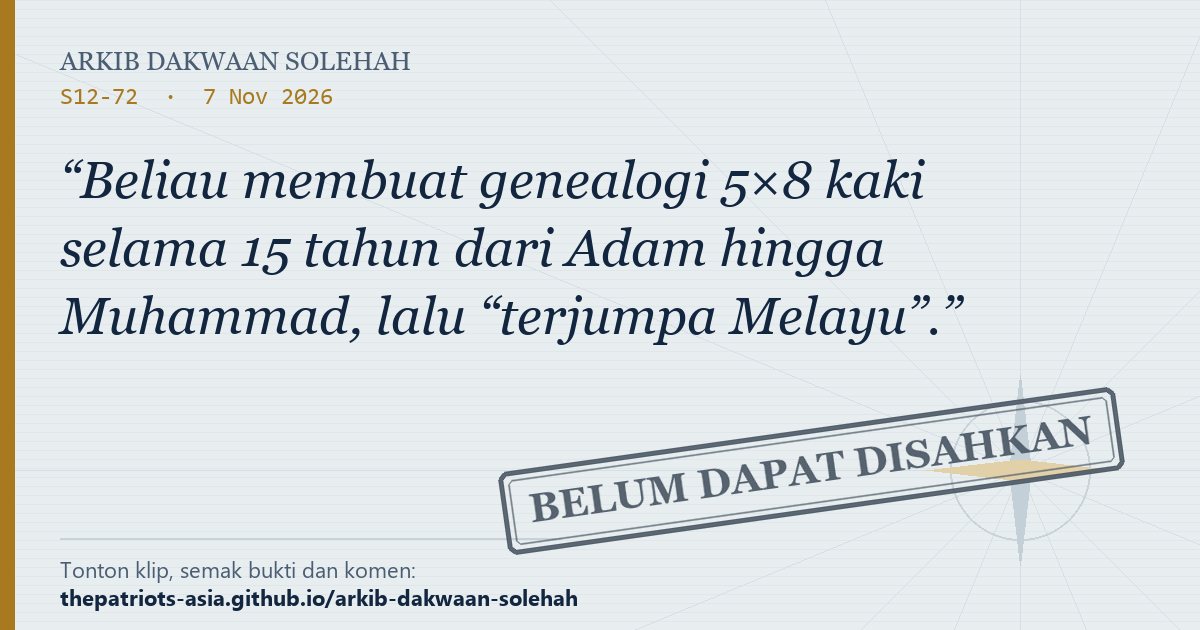 ARKIB DAKWAAN SOLEHAH
S12-72 · 7 Nov 2026
“Beliau membuat genealogi 5×8 kaki
selama 15 tahun dari Adam hingga
Muhammad, lalu “terjumpa Melayu”.”
BELUM DAPAT DISAHKAN
Tonton klip, semak bukti dan komen:
thepatriots-asia.github.io/arkib-dakwaan-solehah